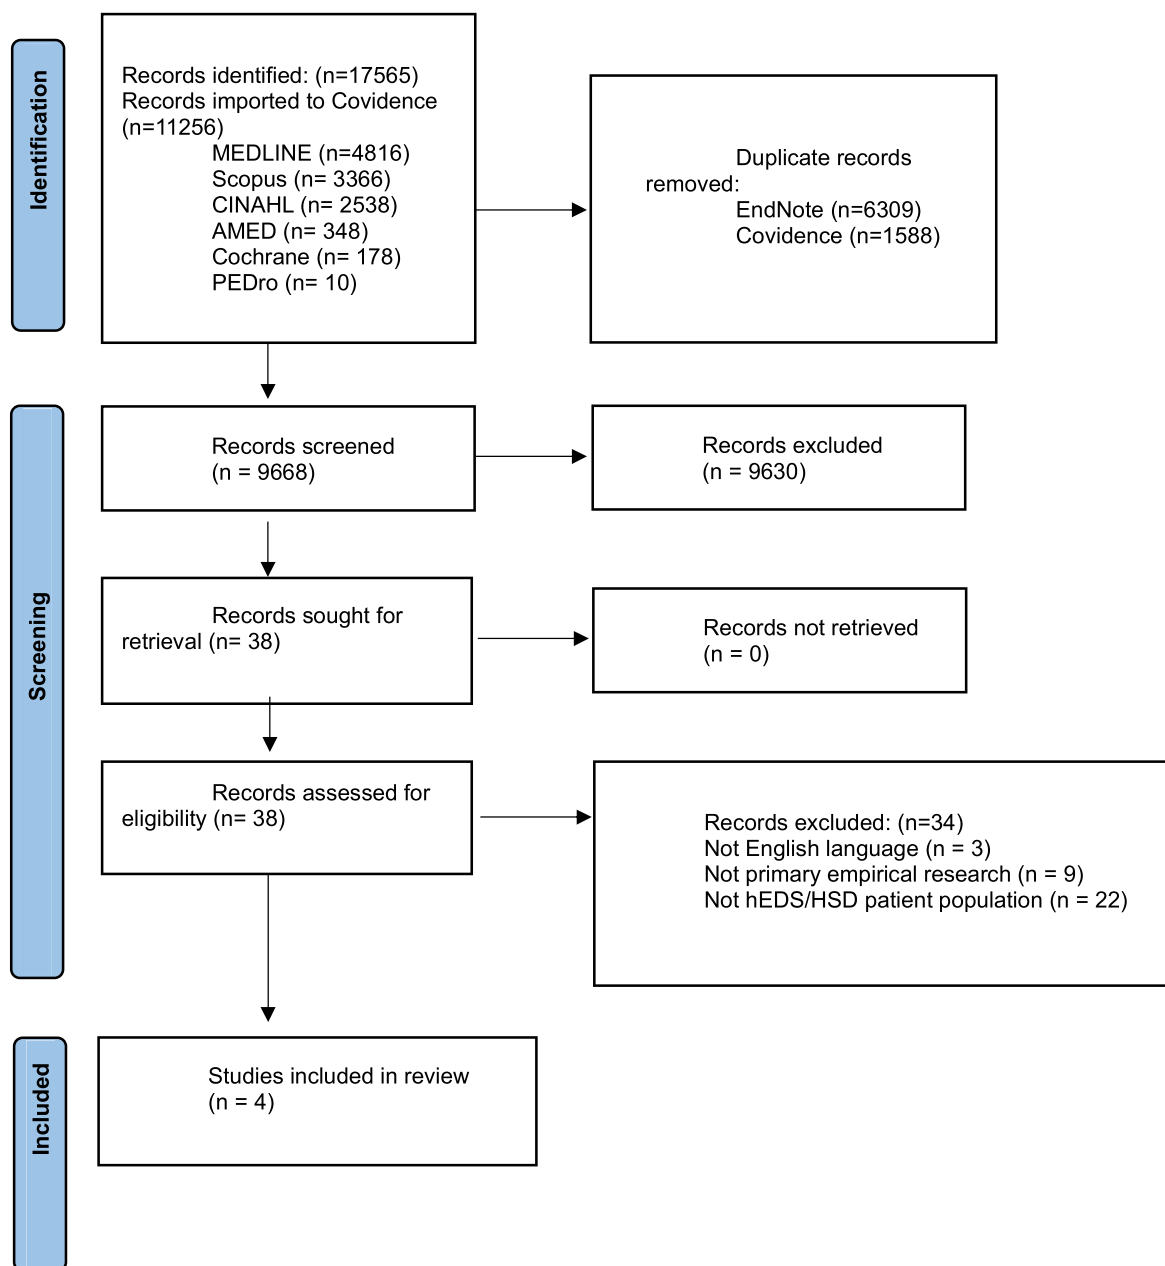 Identification
Records identified: (n=17565)
Records imported to Covidence
(n=11256)
MEDLINE (n=4816)
Scopus (n= 3366)
CINAHL (n= 2538)
AMED (n= 348)
Cochrane (n= 178)
PEDro (n= 10)
Duplicate records
removed:
EndNote (n=6309)
Covidence (n=1588)
Screening
Records screened
(n = 9668)
Records excluded
(n = 9630)
Records sought for
retrieval (n= 38)
Records not retrieved
(n = 0)
Records assessed for
eligibility (n= 38)
Records excluded: (n=34)
Not English language (n = 3)
Not primary empirical research (n = 9)
Not hEDS/HSD patient population (n = 22)
Included
Studies included in review
(n = 4)